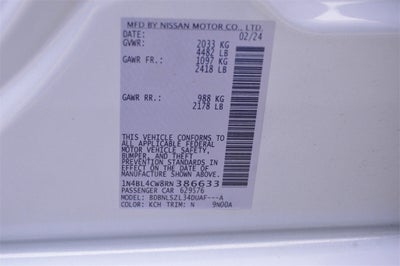 MFD BY NISSAN MOTOR CO., LTD.
DATE: 02/24
GVWR: 2033 KG
4482 LB
GAWR FR.: 1097 KG
2418 LB
GAWR RR.: 988 KG
2178 LB
THIS VEHICLE CONFORMS TO
ALL APPLICABLE FEDERAL
MOTOR VEHICLE SAFETY,
BUMPER, AND THEFT
PREVENTION STANDARDS IN
EFFECT ON THE DATE OF
MANUFACTURE SHOWN ABOVE.
1N4BL4CW8RN386633
PASSENGER CAR 629576
MODEL: BDBNLSZL34DUAF---A
COLOR: KCH TRIM: N 9N00A